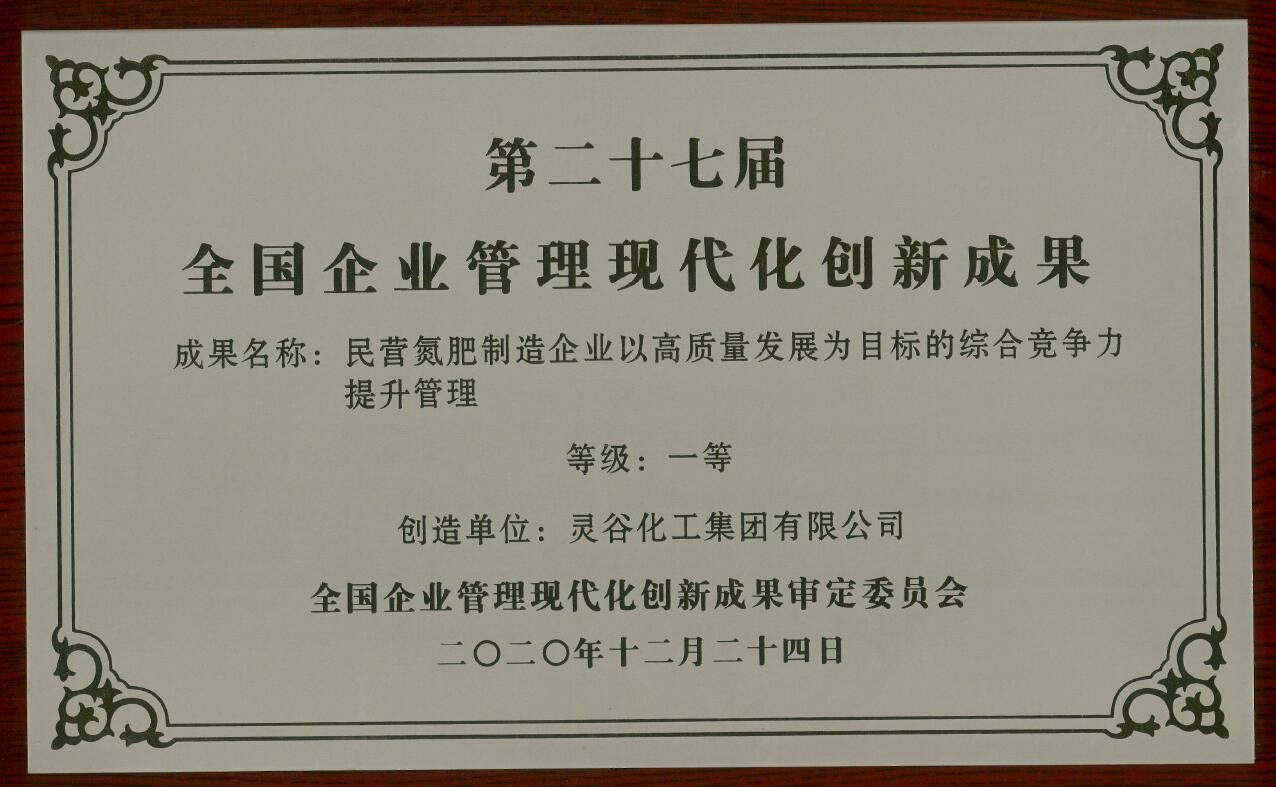 第二十七届
全国企业管理现代化创新成果
成果名称：民营氮肥制造企业以高质量发展为目标的综合竞争力
提升管理
等级：一等
创造单位：灵谷化工集团有限公司
全国企业管理现代化创新成果审定委员会
二〇二〇年十二月二十四日